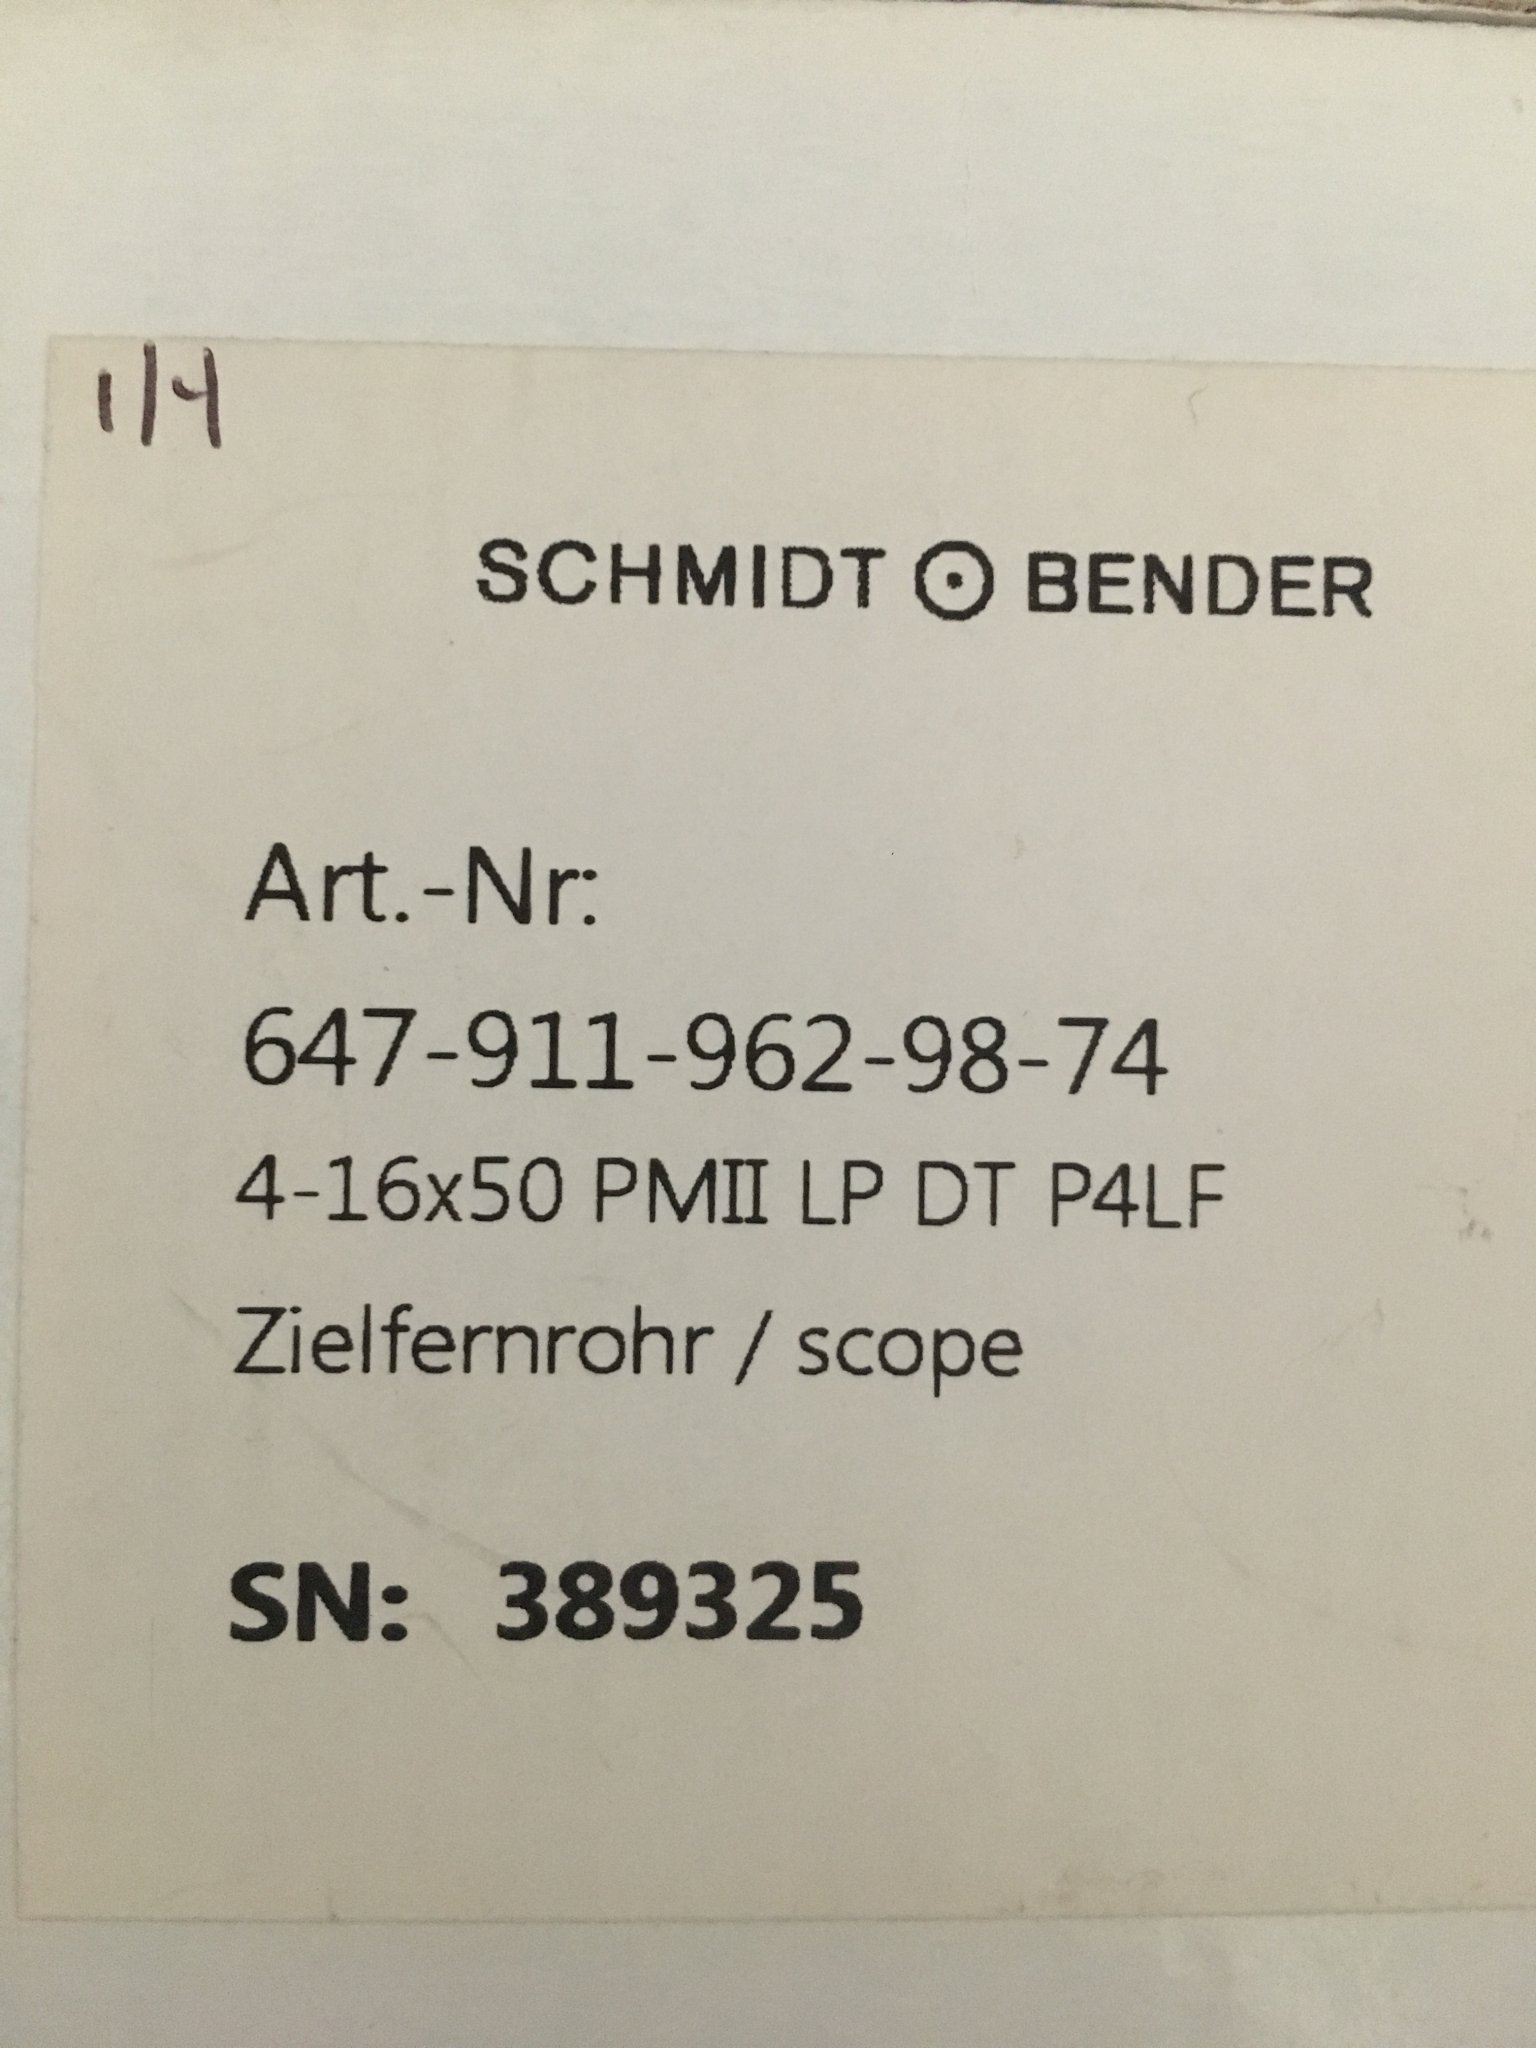 1/4
SCHMIDT BENDER
Art.-Nr:
647-911-962-98-74
4-16x50 PMII LP DT P4LF
Zielfernrohr / scope
SN: 389325